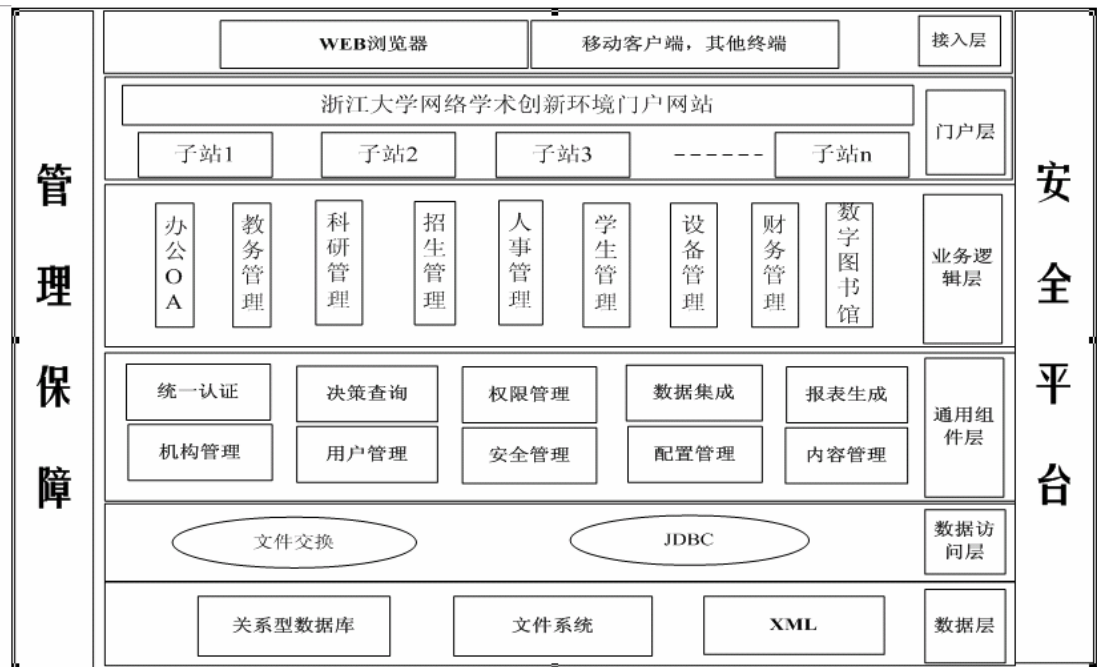 管理保障
WEB浏览器
移动客户端，其他终端
接入层
浙江大学网络学术创新环境门户网站
子站1
子站2
子站3
------
子站n
门户层
办公OA
教务管理
科研管理
招生管理
人事管理
学生管理
设备管理
财务管理
数字图书馆
业务逻
辑层
统一认证
决策查询
权限管理
数据集成
报表生成
机构管理
用户管理
安全管理
配置管理
内容管理
通用组
件层
文件交换
JDBC
数据访
问层
关系型数据库
文件系统
XML
数据层
安全平台